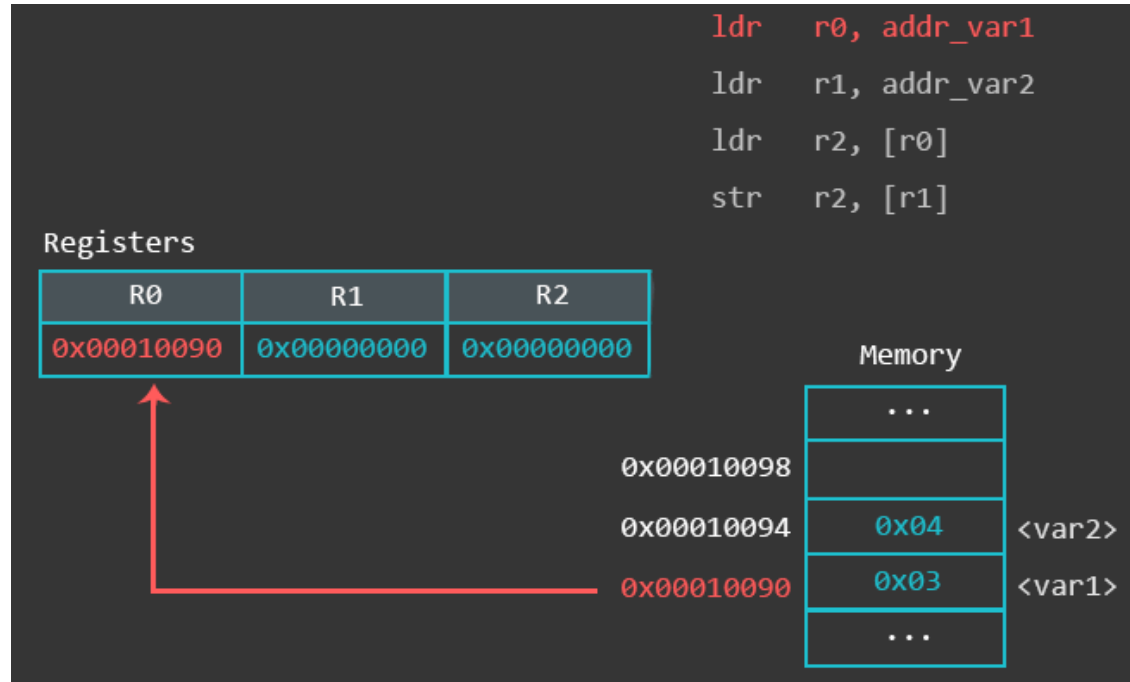 ldr r0, addr_var1
ldr r1, addr_var2
ldr r2, [r0]
str r2, [r1]
Registers
R0 R1 R2
0x00010090 0x00000000 0x00000000
Memory
...
0x00010098
0x00010094 0x04 <var2>
0x00010090 0x03 <var1>
...